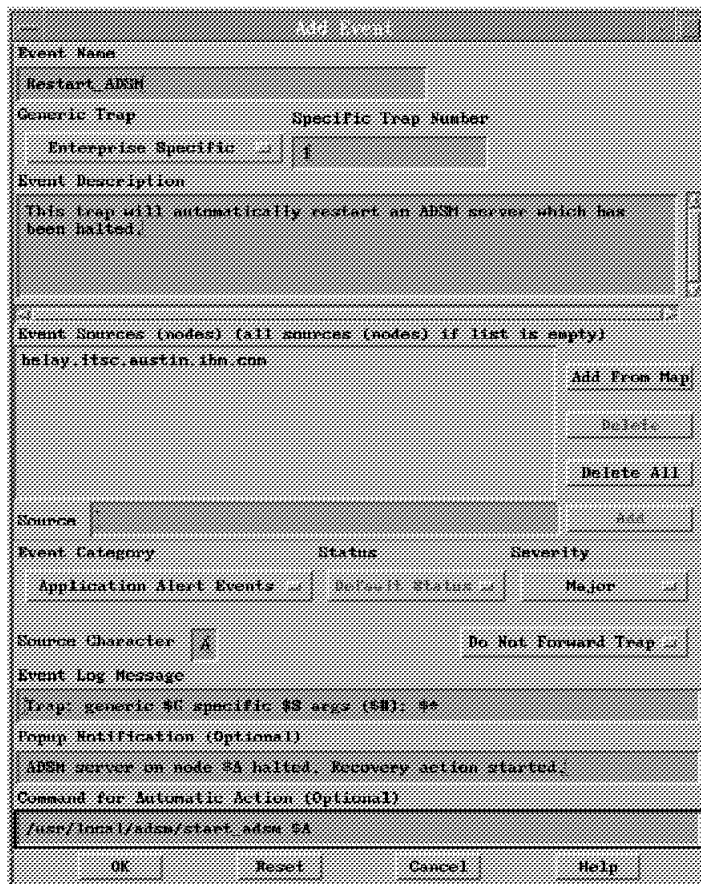 Add Event
Event Name
Restart_ADSM
Generic Trap Specific Trap Number
Enterprise Specific 1
Event Description
This trap will automatically restart an ADSM server which has
been halted.
Event Sources (nodes) (all sources (nodes) if list is empty)
belay.itsc.austin.ibm.com
Add From Map
Delete
Delete All
Source Add
Event Category Status Severity
Application Alert Events Default Status Major
Source Character A Do Not Forward Trap
Event Log Message
Trap: generic $G specific $S args ($#): $*
Popup Notification (Optional)
ADSM server on node $A halted. Recovery action started.
Command for Automatic Action (Optional)
/usr/local/adsm/start_adsm $A
OK Reset Cancel Help